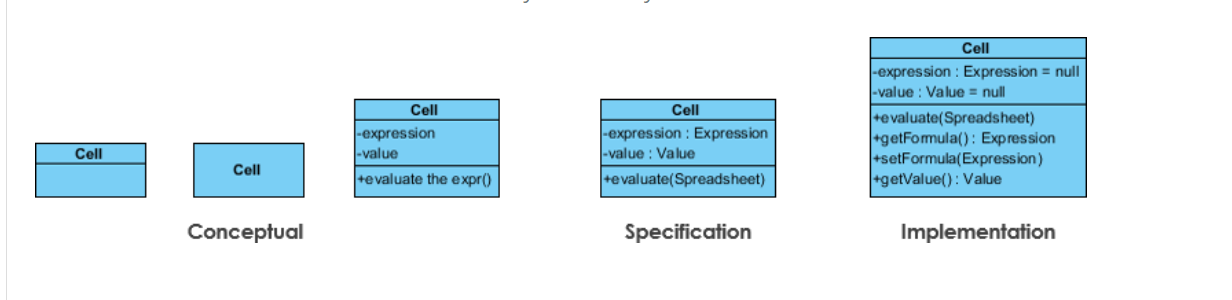 Cell
Cell
Cell
-expression
-value
+evaluate the expr()
Cell
-expression : Expression
-value : Value
+evaluate(Spreadsheet)
Cell
-expression : Expression = null
-value : Value = null
+evaluate(Spreadsheet)
+getFormula() : Expression
+setFormula(Expression)
+getValue() : Value
Conceptual
Specification
Implementation